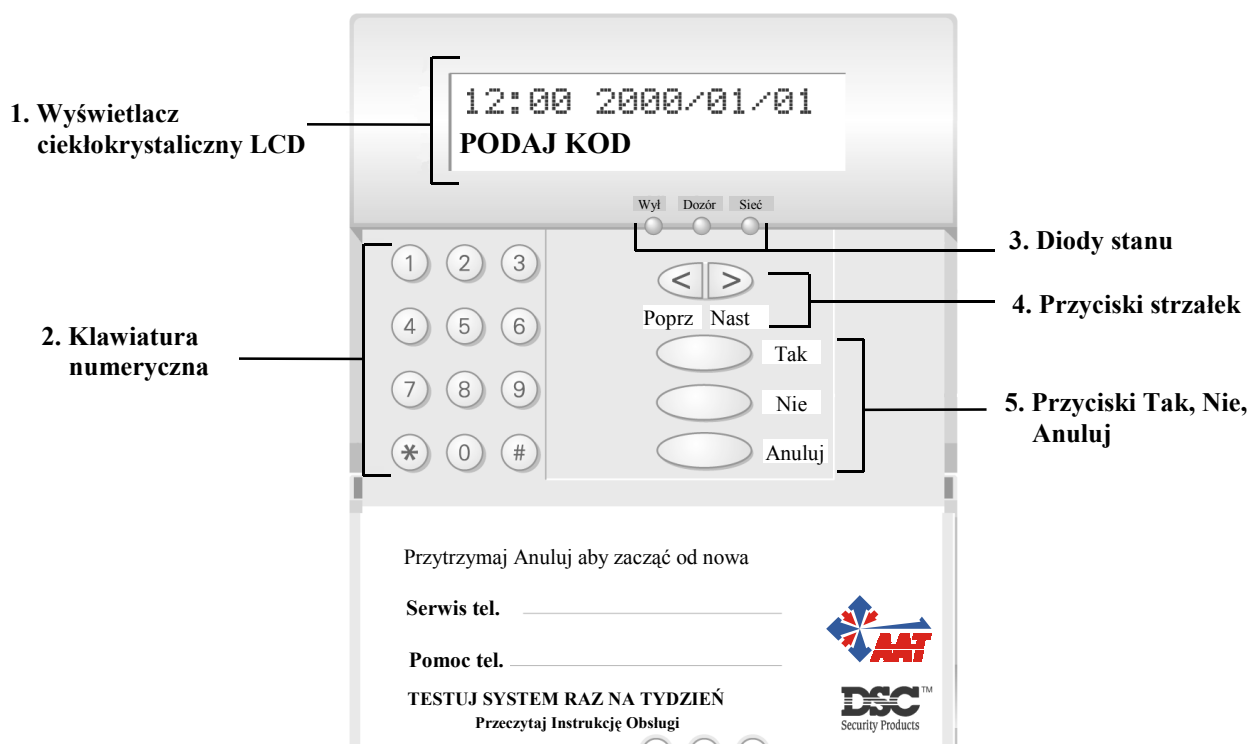 12:00 2000/01/01
PODAJ KOD
1. Wyświetlacz
ciekłokrystaliczny LCD
Wył Dozór Sieć
3. Diody stanu
1 2 3
< >
Poprz Nast
4. Przyciski strzałek
4 5 6
2. Klawiatura
numeryczna
Tak
7 8 9
Nie
5. Przyciski Tak, Nie,
Anuluj
* 0 #
Anuluj
Przytrzymaj Anuluj aby zacząć od nowa
Serwis tel.
Pomoc tel.
AAT
TESTUJ SYSTEM RAZ NA TYDZIEŃ
Przeczytaj Instrukcję Obsługi
DSC™
Security Products